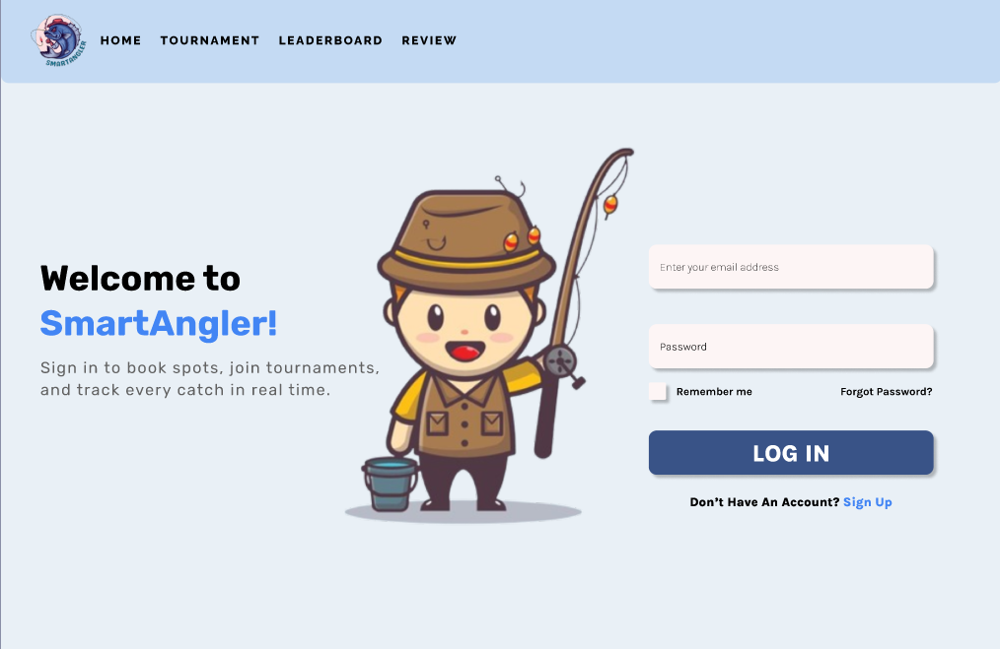 SMARTANGLER
HOME TOURNAMENT LEADERBOARD REVIEW
Welcome to
SmartAngler!
Sign in to book spots, join tournaments,
and track every catch in real time.
Enter your email address
Password
Remember me Forgot Password?
LOG IN
Don’t Have An Account? Sign Up